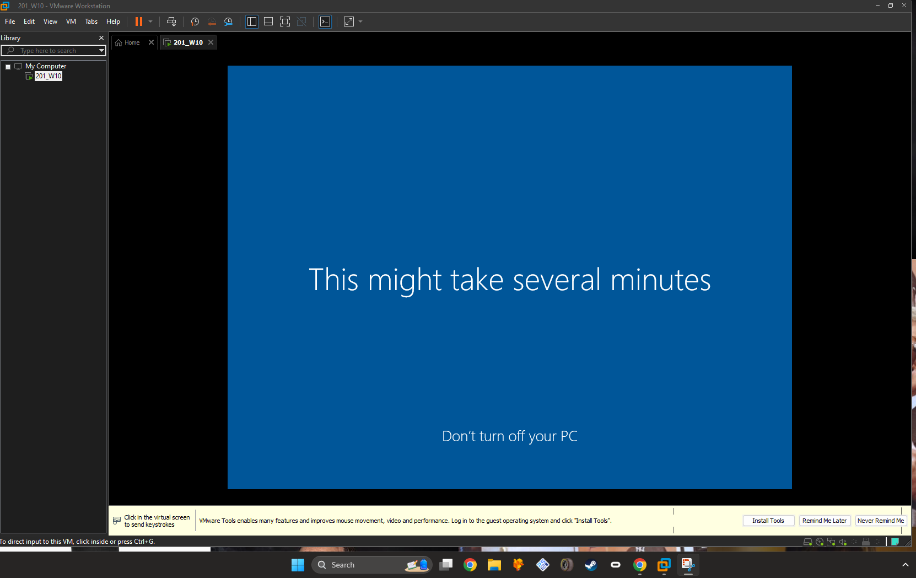 201_W10 - VMware Workstation
File Edit View VM Tabs Help
Library
Type here to search
My Computer
201_W10
Home
201_W10
This might take several minutes
Don't turn off your PC
Click in the virtual screen
to send keystrokes
VMware Tools enables many features and improves mouse movement, video and performance. Log in to the guest operating system and click "Install Tools".
Install Tools
Remind Me Later
Never Remind Me
To direct input to this VM, click inside or press Ctrl+G.
Search